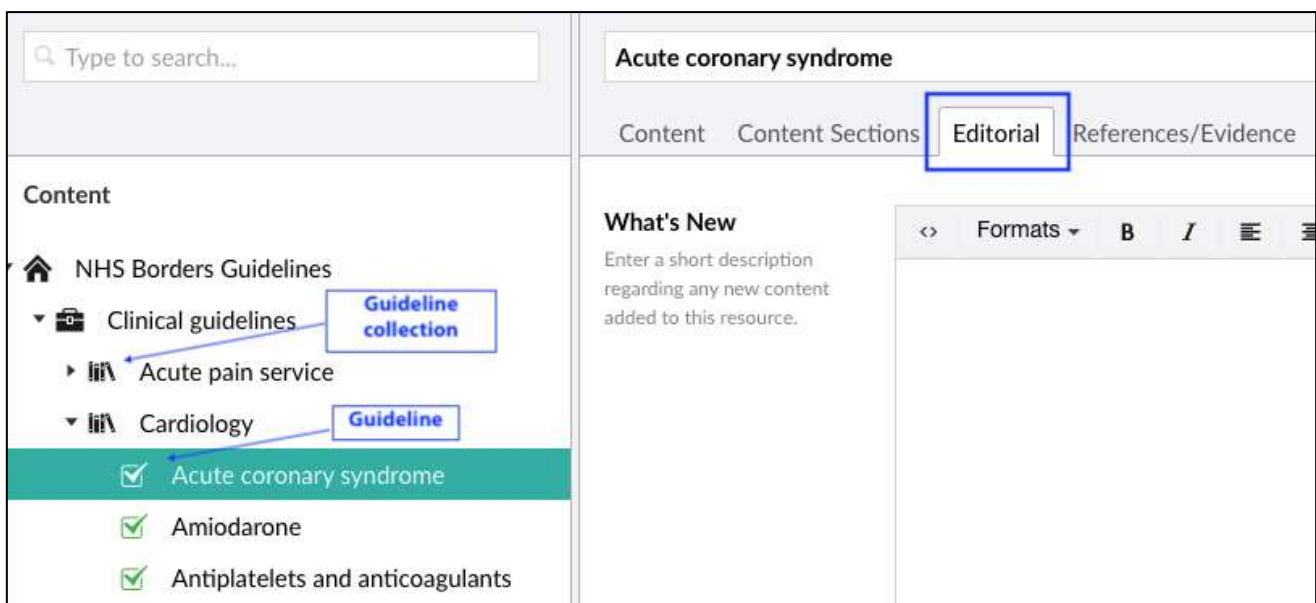 Type to search...
Content
NHS Borders Guidelines
Clinical guidelines
Guideline
collection
Acute pain service
Cardiology
Guideline
Acute coronary syndrome
Amiodarone
Antiplatelets and anticoagulants
Acute coronary syndrome
Content Content Sections Editorial References/Evidence
What's New
Enter a short description
regarding any new content
added to this resource.
<> Formats B I